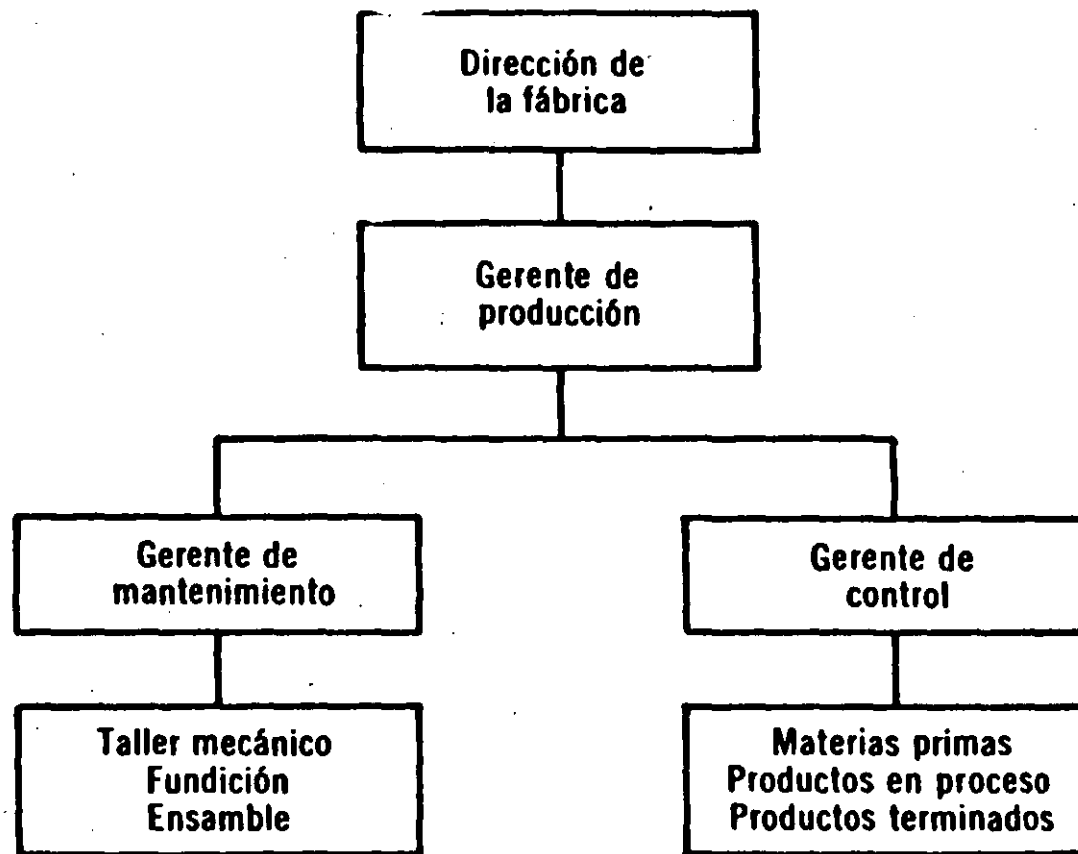 Dirección de
la fábrica
Gerente de
producción
Gerente de
mantenimiento
Gerente de
control
Taller mecánico
Fundición
Ensamble
Materias primas
Productos en proceso
Productos terminados